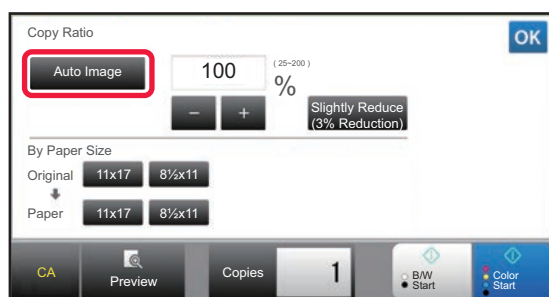 Copy Ratio
OK
Auto Image
100
(25~200)
%
− +
Slightly Reduce
(3% Reduction)
By Paper Size
Original 11x17 8½x11
Paper 11x17 8½x11
CA
Preview
Copies 1
B/W
Start
Color
Start